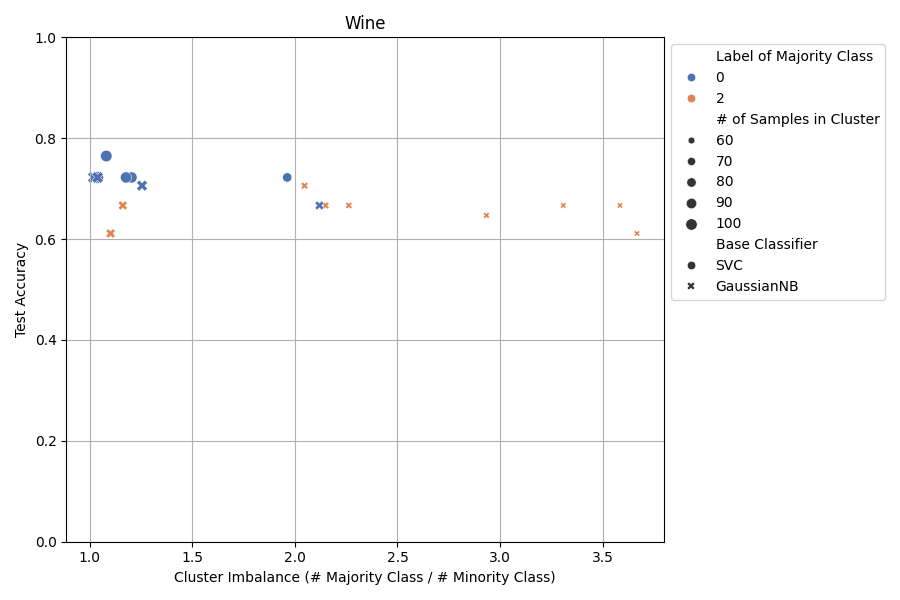 Wine
1.0
0.8
0.6
0.4
0.2
0.0
Test Accuracy
1.0 1.5 2.0 2.5 3.0 3.5
Cluster Imbalance (# Majority Class / # Minority Class)
Label of Majority Class
0
2
# of Samples in Cluster
60
70
80
90
100
Base Classifier
SVC
GaussianNB